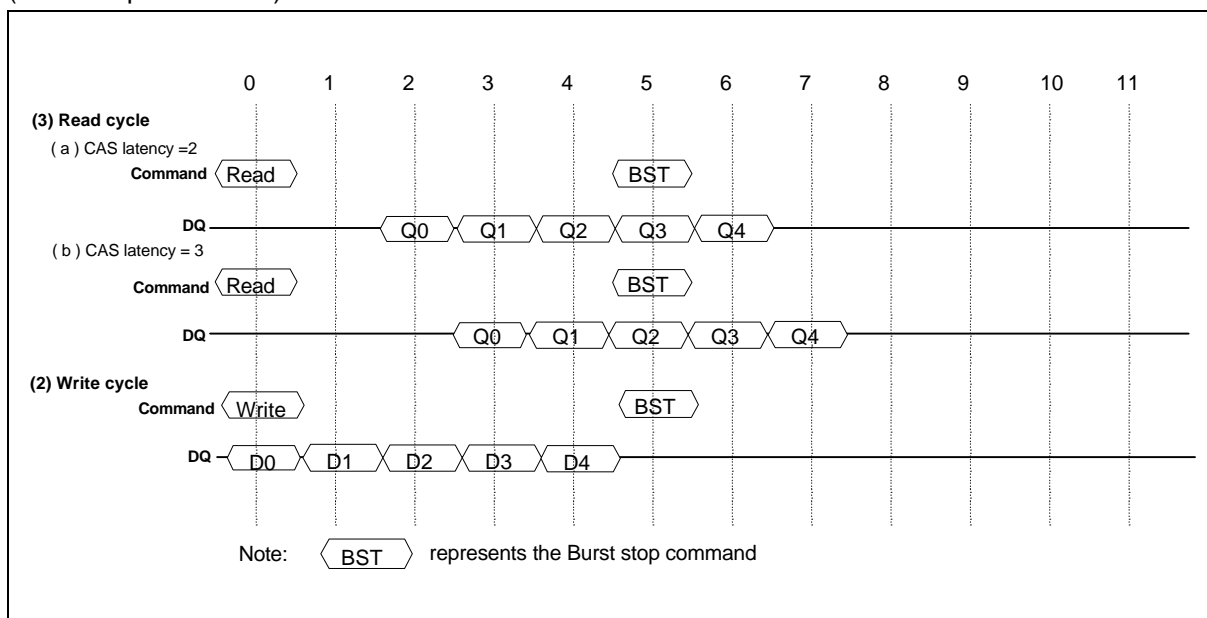 0 1 2 3 4 5 6 7 8 9 10 11
(3) Read cycle
( a ) CAS latency =2
Command Read BST
DQ Q0 Q1 Q2 Q3 Q4
( b ) CAS latency = 3
Command Read BST
DQ Q0 Q1 Q2 Q3 Q4
(2) Write cycle
Command Write BST
DQ D0 D1 D2 D3 D4
Note: BST represents the Burst stop command